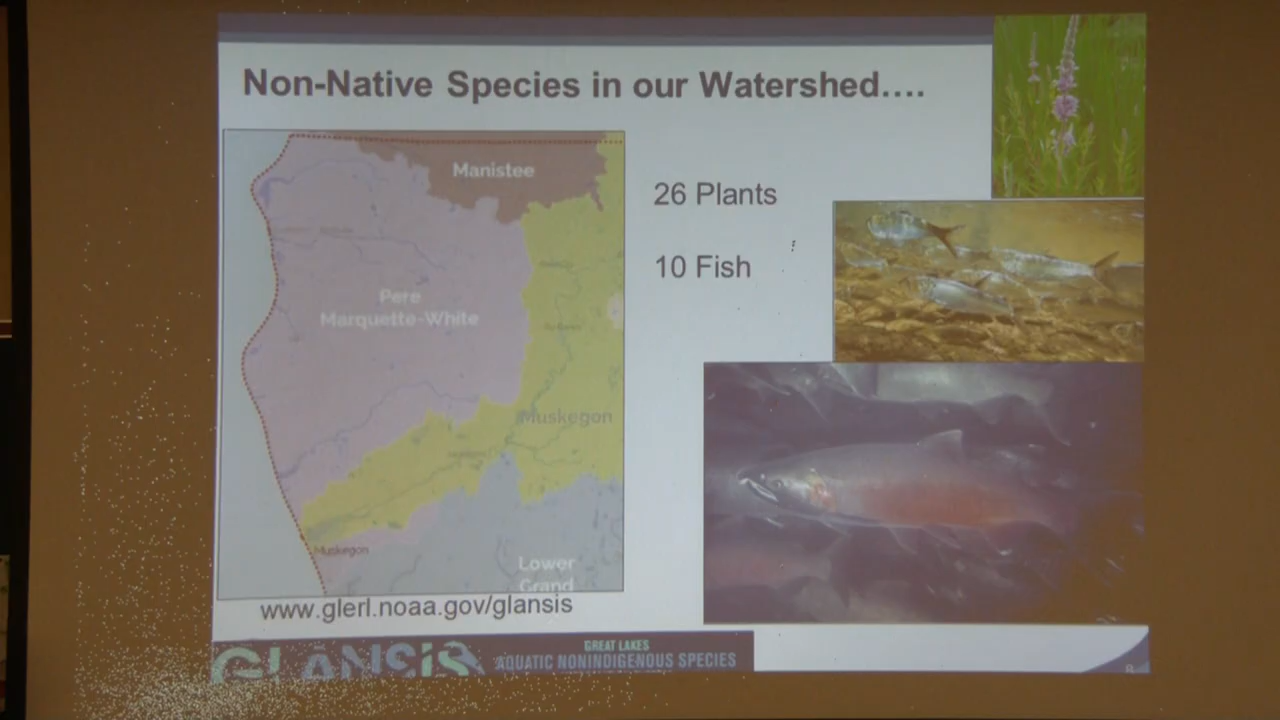 Non-Native Species in our Watershed....
Manistee
26 Plants
10 Fish
Pere
Marquette-White
Muskegon
Muskegon
Lower
Grand
www.glerl.noaa.gov/glansis
GLANSIS
GREAT LAKES
AQUATIC NONINDIGENOUS SPECIES
8